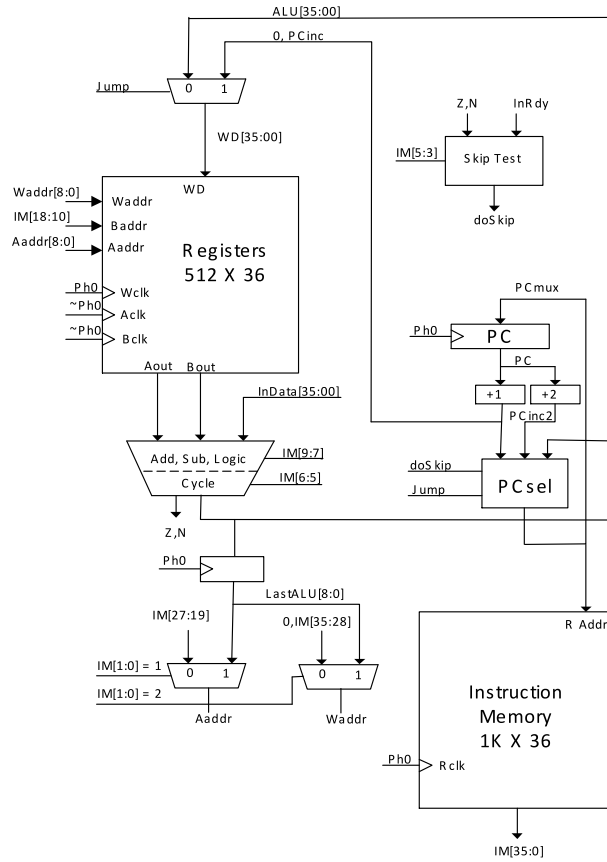 ALU[35:00]
0, PCinc
Jump
0 1
WD[35:00]
Z,N
InRdy
IM[5:3]
Skip Test
doSkip
WD
Waddr[8:0]
Waddr
IM[18:10]
Baddr
Aaddr[8:0]
Aaddr
Registers
512 X 36
Ph0
Wclk
~Ph0
Aclk
~Ph0
Bclk
Aout Bout
PCmux
Ph0
PC
PC
+1
+2
PCinc2
InData[35:00]
Add, Sub, Logic
Cycle
IM[9:7]
IM[6:5]
Z,N
doSkip
Jump
PCsel
Ph0
LastALU[8:0]
IM[27:19]
0,IM[35:28]
IM[1:0] = 1
0 1
0 1
IM[1:0] = 2
Aaddr
Waddr
R Addr
Instruction
Memory
1K X 36
Ph0
Rclk
IM[35:0]